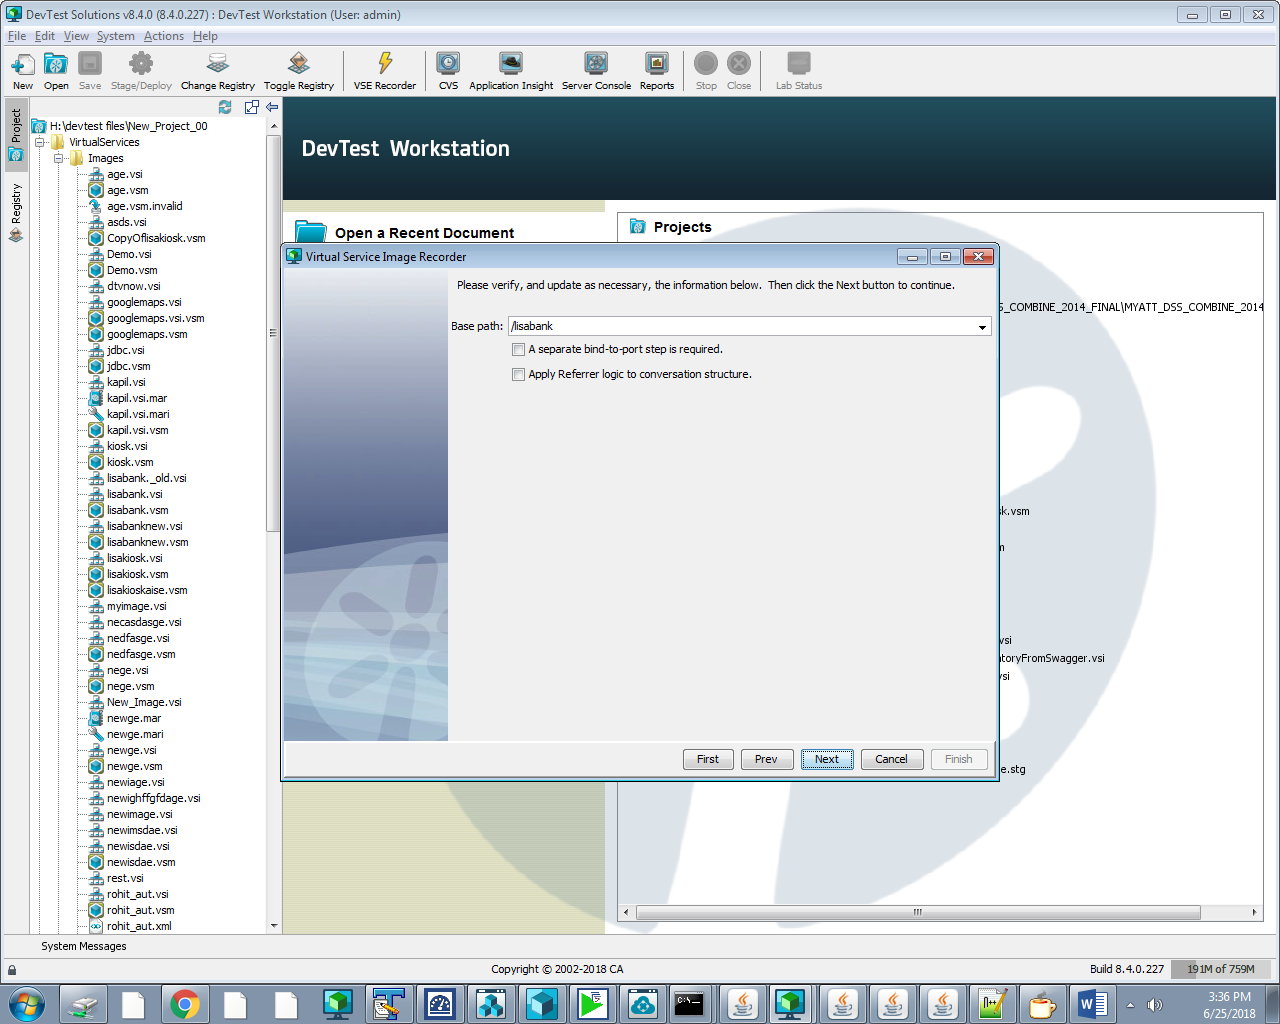 DevTest Solutions v8.4.0 (8.4.0.227) : DevTest Workstation (User: admin)
File Edit View System Actions Help
New Open Save Stage/Deploy Change Registry Toggle Registry VSE Recorder CVS Application Insight Server Console Reports Stop Close Lab Status
Project
Registry
H:\devtest files\New_Project_00
VirtualServices
Images
age.vsi
age.vsm
age.vsm.invalid
asds.vsi
CopyOflisakiosk.vsm
Demo.vsi
Demo.vsm
dtvnow.vsi
googlemaps.vsi
googlemaps.vsi.vsm
googlemaps.vsm
jdbc.vsi
jdbc.vsm
kapil.vsi
kapil.vsi.mar
kapil.vsi.mari
kapil.vsi.vsm
kiosk.vsi
kiosk.vsm
lisabank._old.vsi
lisabank.vsi
lisabank.vsm
lisabanknew.vsi
lisabanknew.vsm
lisakiosk.vsi
lisakiosk.vsm
lisakioskaise.vsm
myimage.vsi
necasdasge.vsi
nedfasge.vsi
nedfasge.vsm
nege.vsi
nege.vsm
New_Image.vsi
newge.mar
newge.mari
newge.vsi
newge.vsm
newiage.vsi
newighffgfdage.vsi
newimage.vsi
newimsdae.vsi
newisdae.vsi
newisdae.vsm
rest.vsi
rohit_aut.vsi
rohit_aut.vsm
rohit_aut.xml
DevTest Workstation
Open a Recent Document
Projects
S_COMBINE_2014_FINAL\MYATT_DSS_COMBINE_2014
sk.vsm
m
vsi
atoryFromSwagger.vsi
vsi
e.stg
Virtual Service Image Recorder
Please verify, and update as necessary, the information below. Then click the Next button to continue.
Base path: /lisabank
A separate bind-to-port step is required.
Apply Referrer logic to conversation structure.
First Prev Next Cancel Finish
System Messages
Copyright © 2002-2018 CA
Build 8.4.0.227 191M of 759M
3:36 PM
6/25/2018